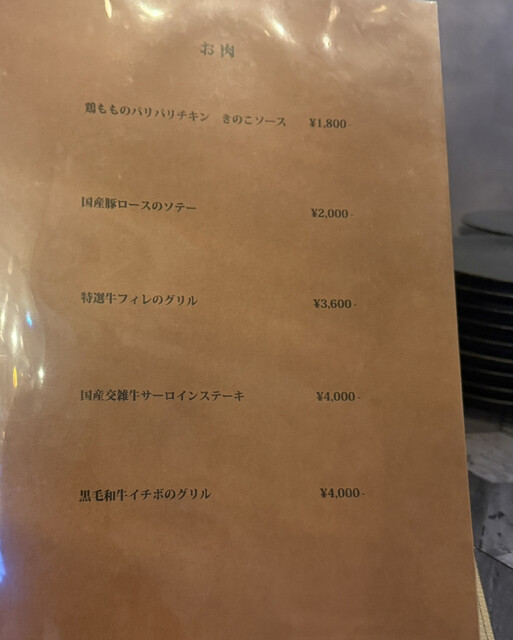 お肉
鶏もものパリパリチキン　きのこソース　¥1,800-
国産豚ロースのソテー　¥2,000-
特選牛フィレのグリル　¥3,600-
国産交雑牛サーロインステーキ　¥4,000-
黒毛和牛イチボのグリル　¥4,000-